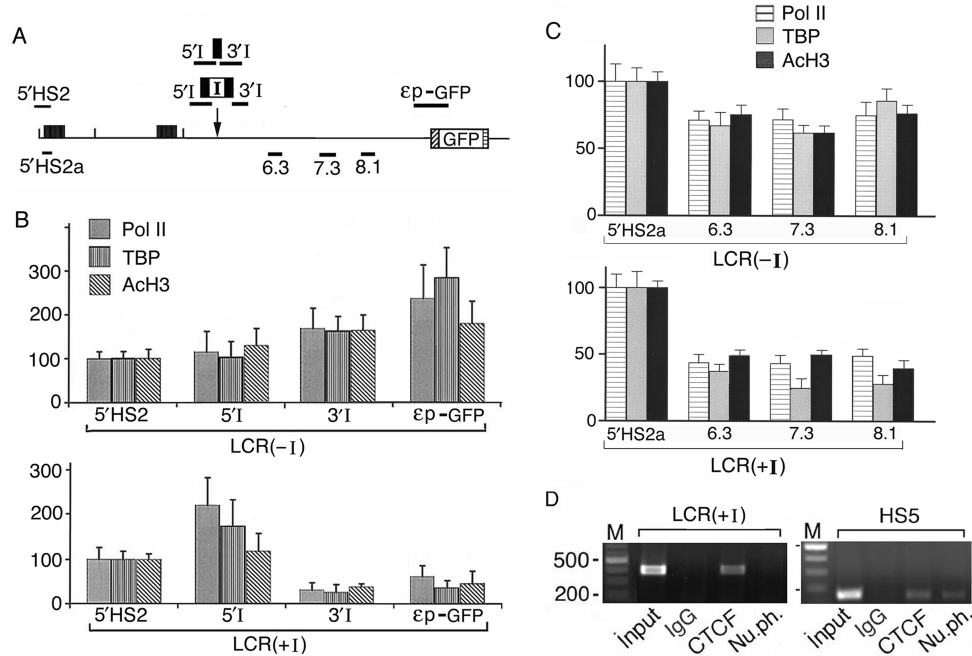 A
5′I 3′I
5′I I 3′I
5′HS2
εp-GFP
GFP
5′HS2a
6.3 7.3 8.1
B
Pol II
TBP
AcH3
300
200
100
0
5′HS2 5′I 3′I εp-GFP
LCR(-I)
300
200
100
0
5′HS2 5′I 3′I εp-GFP
LCR(+I)
C
Pol II
TBP
AcH3
100
50
0
5′HS2a 6.3 7.3 8.1
LCR(-I)
100
50
0
5′HS2a 6.3 7.3 8.1
LCR(+I)
D
M LCR(+I)
500 -
200 -
Input IgG CTCF Nu.ph.
M HS5
Input IgG CTCF Nu.ph.